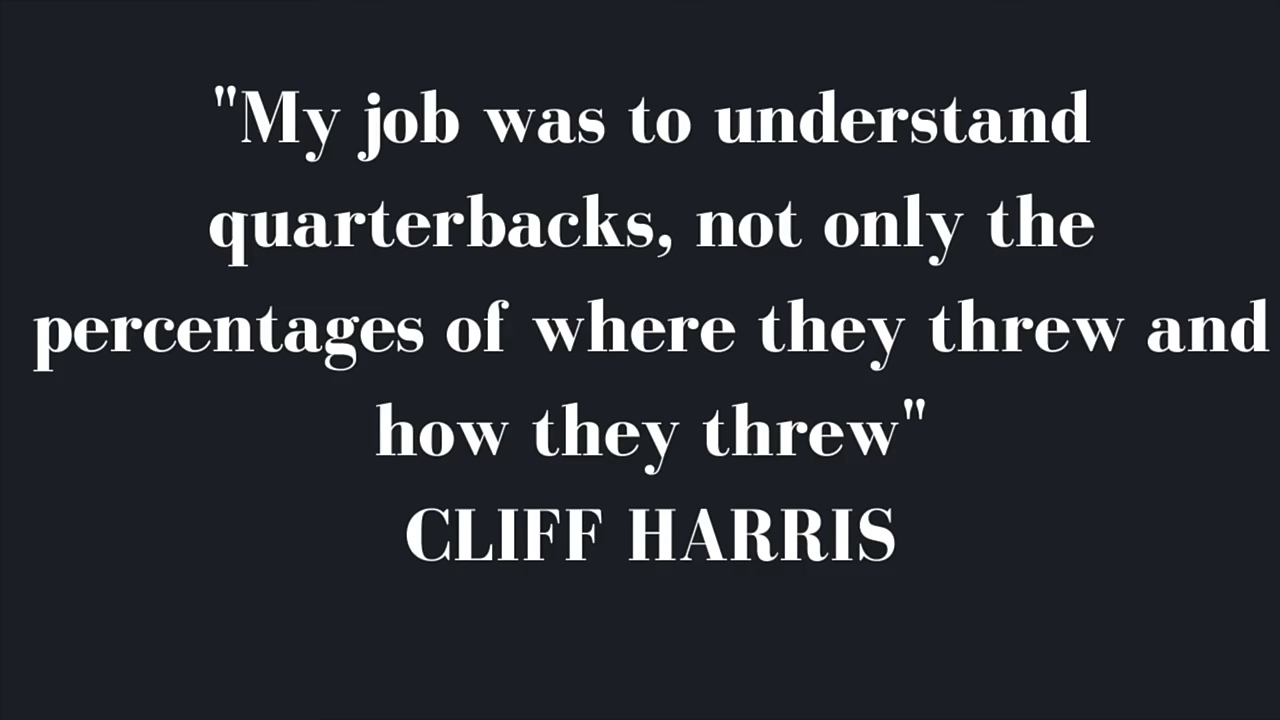 "My job was to understand
quarterbacks, not only the
percentages of where they threw and
how they threw"
CLIFF HARRIS